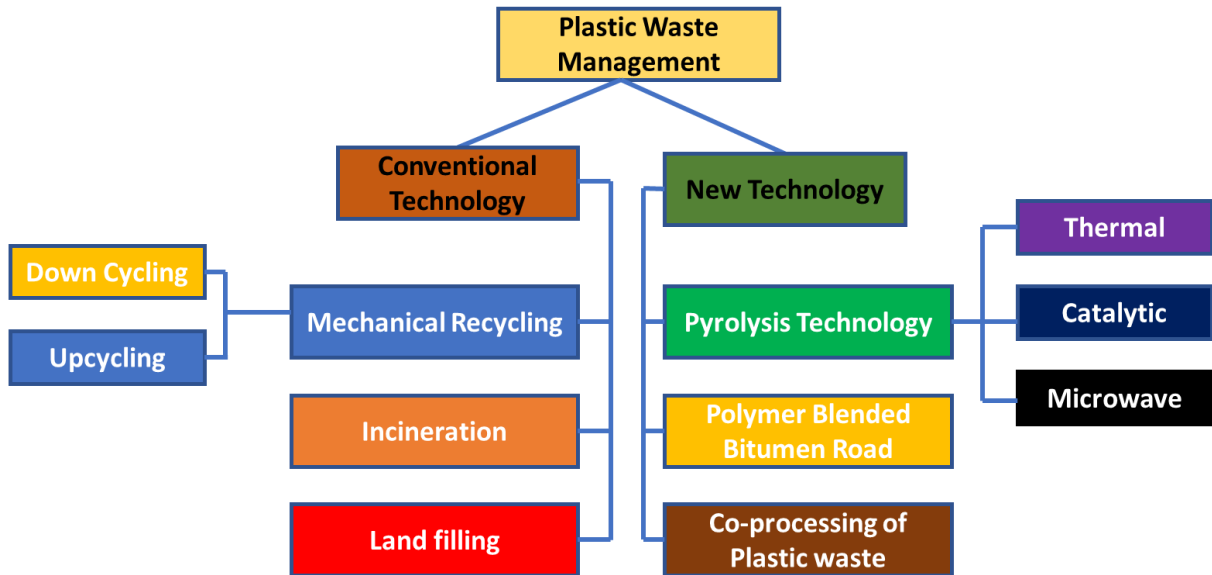 Plastic Waste
Management
Conventional
Technology
New Technology
Thermal
Down Cycling
Mechanical Recycling
Pyrolysis Technology
Catalytic
Upcycling
Microwave
Incineration
Polymer Blended
Bitumen Road
Land filling
Co-processing of
Plastic waste